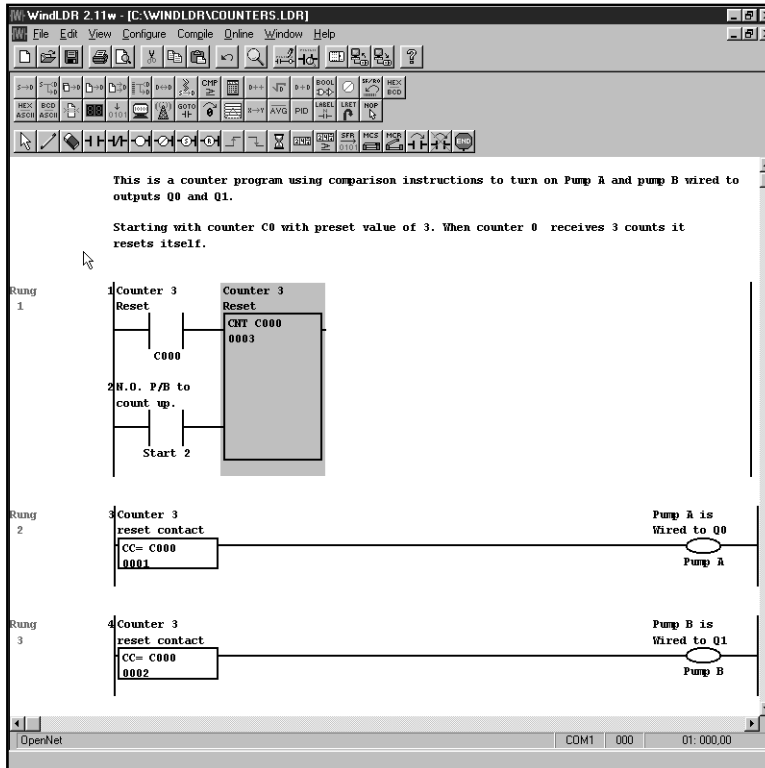 WindLDR 2.11w - [C:\WINDLDR\COUNTERS.LDR]
File Edit View Configure Compile Online Window Help
CMP
BOOL
HEX BCD
HEX ASCII
BCD ASCII
0101
GOTO
X→Y
AVG
PID
LABEL
LRET
NOP
SFR 0101
MCS
MCR
END
This is a counter program using comparison instructions to turn on Pump A and pump B wired to
outputs Q0 and Q1.
Starting with counter C0 with preset value of 3. When counter 0 receives 3 counts it
resets itself.
Rung
1
1 Counter 3
Reset
C000
Counter 3
Reset
CNT C000
0003
2 N.O. P/B to
count up.
Start 2
Rung
2
3 Counter 3
reset contact
CC= C000
0001
Pump A is
Wired to Q0
Pump A
Rung
3
4 Counter 3
reset contact
CC= C000
0002
Pump B is
Wired to Q1
Pump B
OpenNet COM1 000 01: 000,00